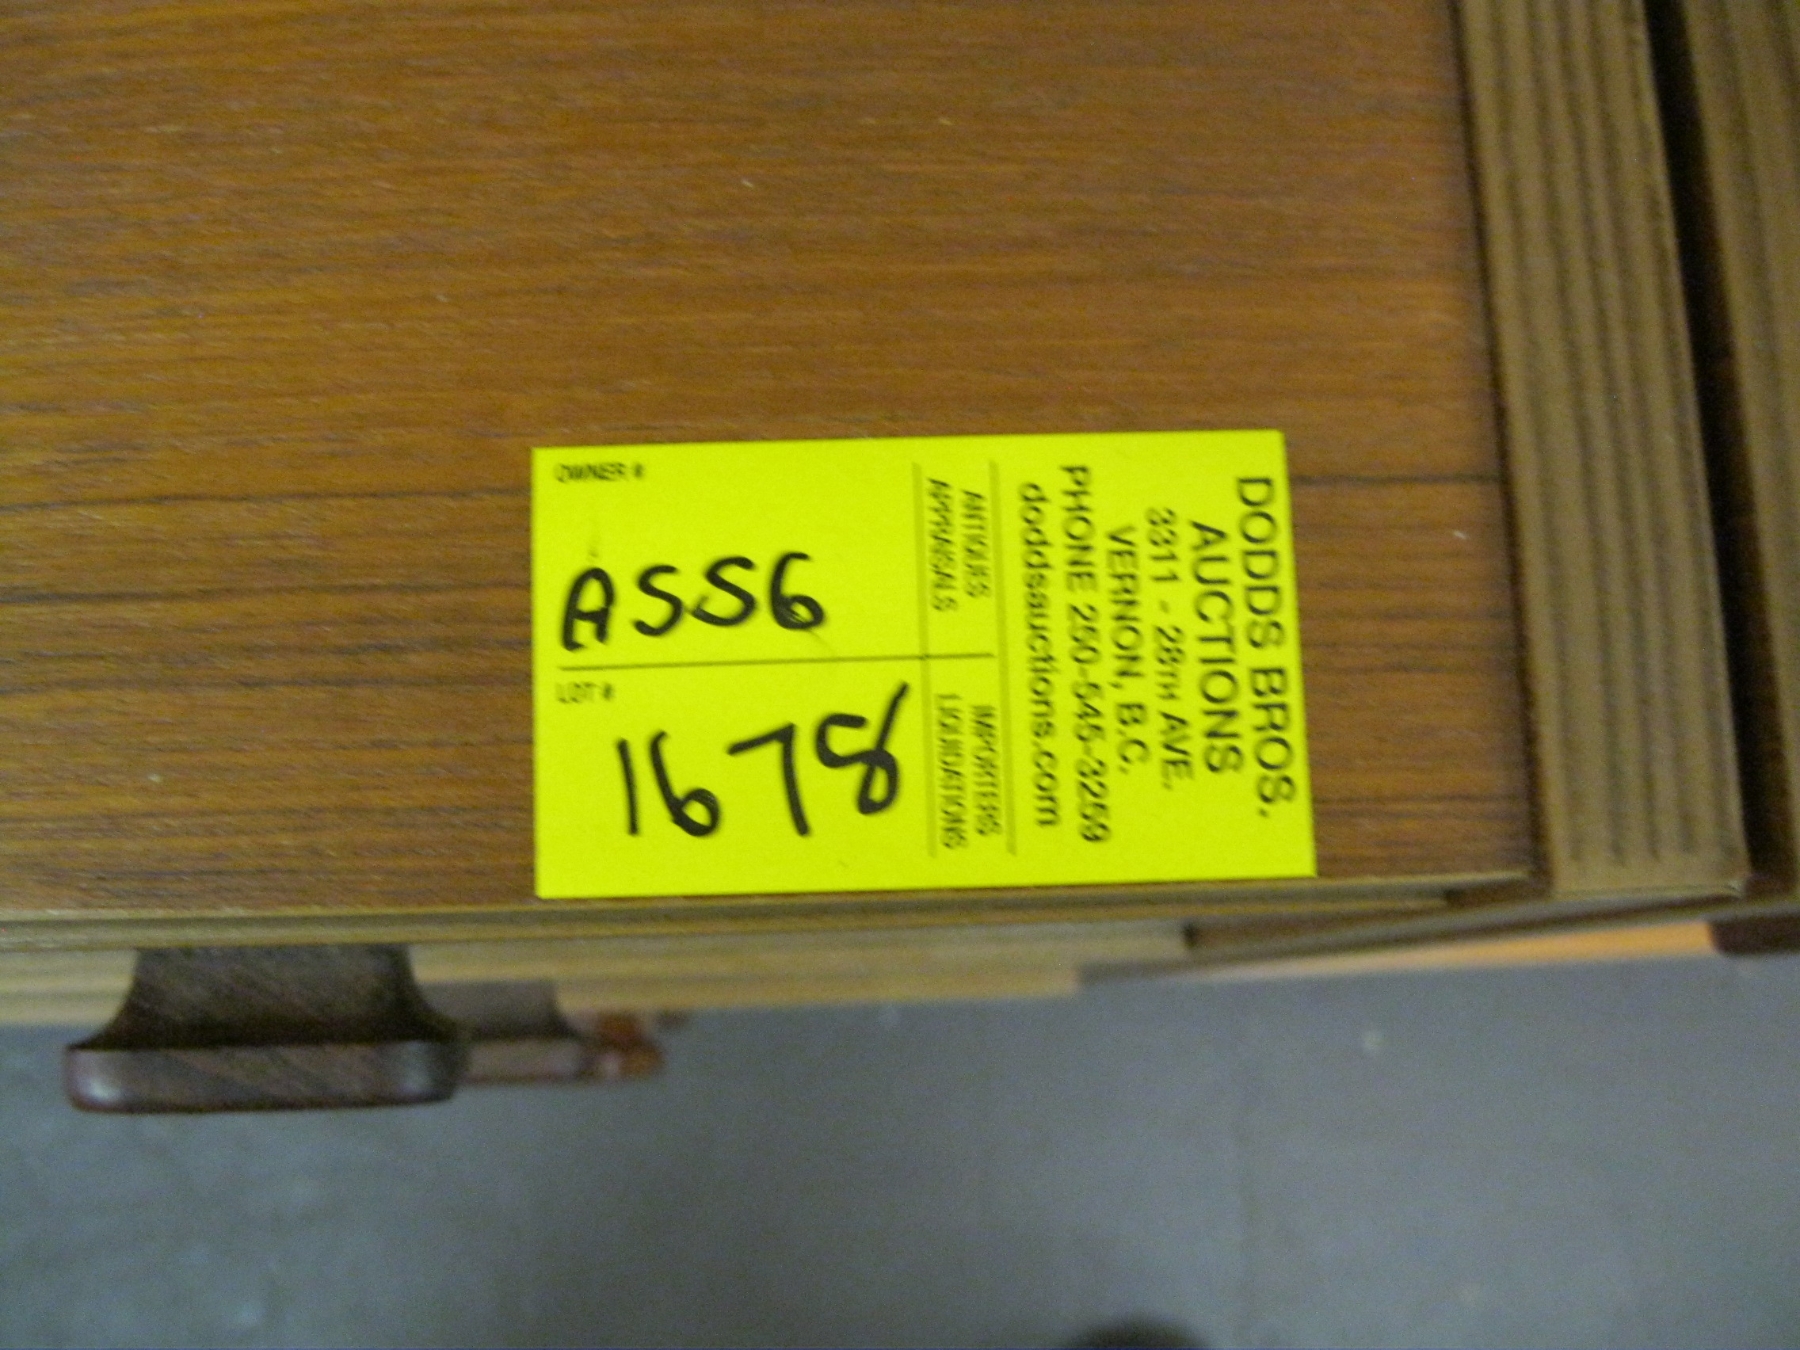 OWNER #
A556
LOT #
1678
ANTIQUES
APPRAISALS
IMPORTERS
LIQUIDATIONS
DODDS BROS.
AUCTIONS
3311 - 28TH AVE.
VERNON, B.C.
PHONE 250-545-3259
doddsauctions.com